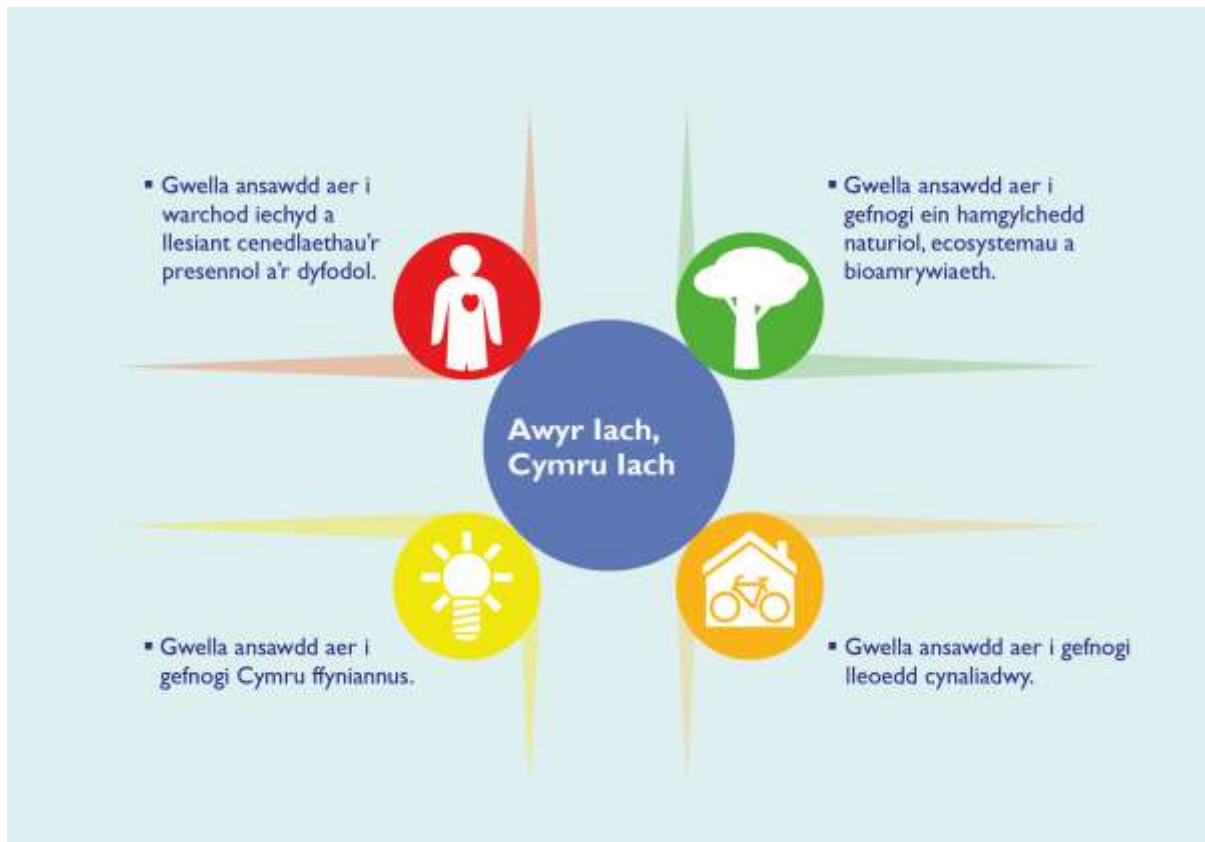 ▪ Gwella ansawdd aer i
warchod iechyd a
llesiant cenedlaethau'r
presennol a'r dyfodol.
▪ Gwella ansawdd aer i
gefnogi ein hamgylchedd
naturiol, ecosystemau a
bioamrywiaeth.
Awyr Iach,
Cymru Iach
▪ Gwella ansawdd aer i
gefnogi Cymru ffyniannus.
▪ Gwella ansawdd aer i gefnogi
lleoedd cynaliadwy.